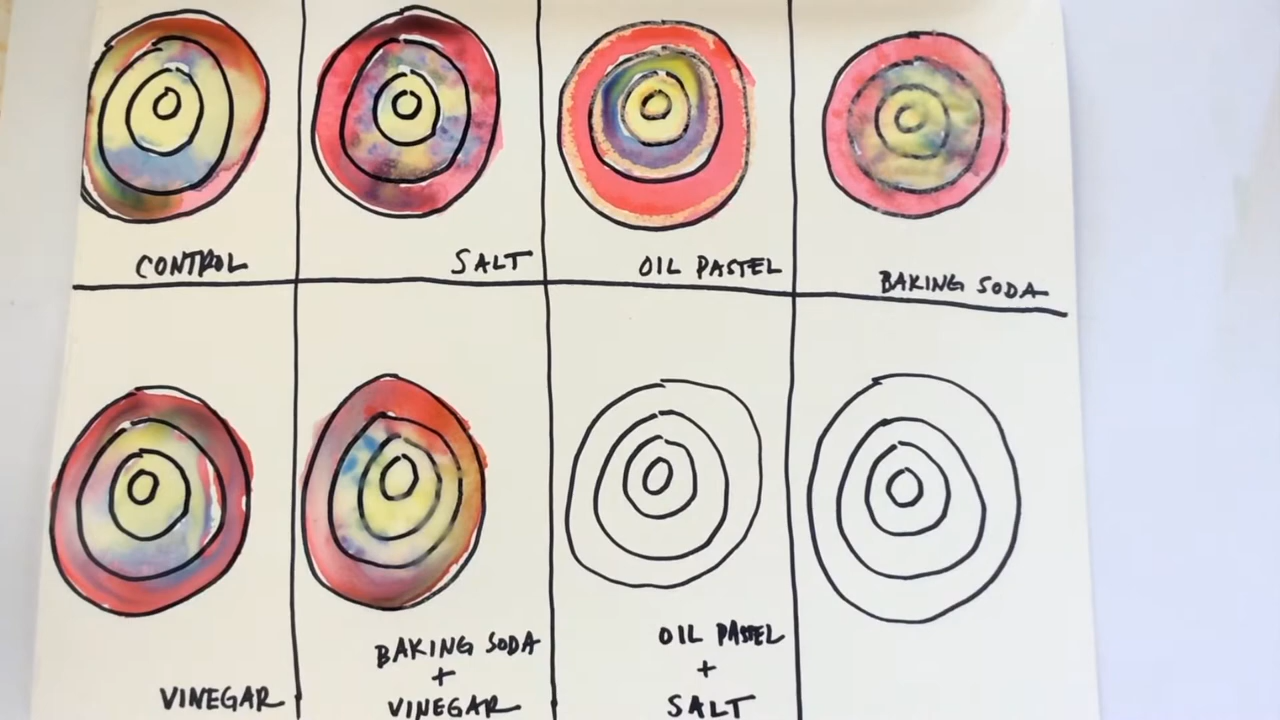 CONTROL
SALT
OIL PASTEL
BAKING SODA
VINEGAR
BAKING SODA
+
VINEGAR
OIL PASTEL
+
SALT